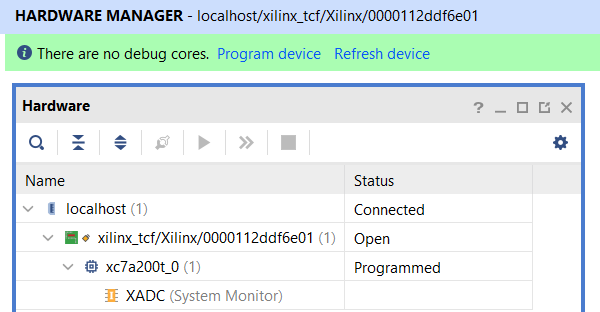 HARDWARE MANAGER - localhost/xilinx_tcf/Xilinx/0000112ddf6e01
There are no debug cores. Program device Refresh device
Hardware
Name Status
localhost (1) Connected
xilinx_tcf/Xilinx/0000112ddf6e01 (1) Open
xc7a200t_0 (1) Programmed
XADC (System Monitor)